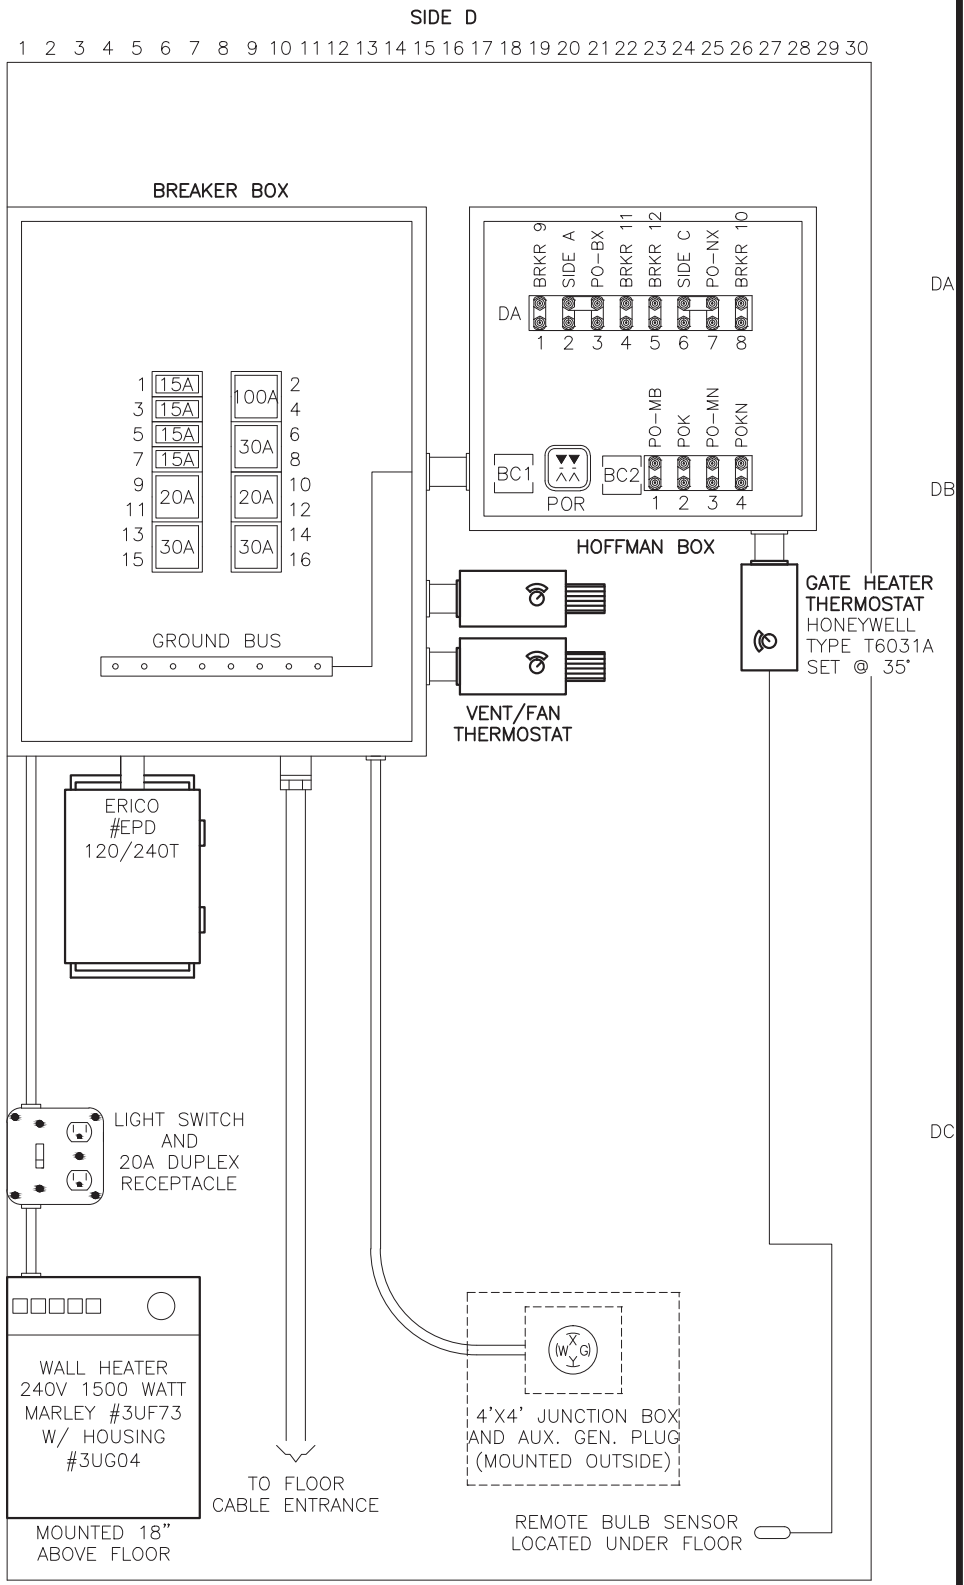 SIDE D
1 2 3 4 5 6 7 8 9 10 11 12 13 14 15 16 17 18 19 20 21 22 23 24 25 26 27 28 29 30
BREAKER BOX
BRKR 9
SIDE A
PO-BX
BRKR 11
BRKR 12
SIDE C
PO-NX
BRKR 10
DA
DA
1 2 3 4 5 6 7 8
1 15A
3 15A
5 15A
7 15A
9
20A
11
13
30A
15
2
100A
4
6
30A
8
10
20A
12
14
30A
16
PO-MB
POK
PO-MN
POKN
BC1
POR
BC2
1 2 3 4
DB
HOFFMAN BOX
GATE HEATER
THERMOSTAT
HONEYWELL
TYPE T6031A
SET @ 35°
GROUND BUS
VENT/FAN
THERMOSTAT
ERICO
#EPD
120/240T
LIGHT SWITCH
AND
20A DUPLEX
RECEPTACLE
DC
WALL HEATER
240V 1500 WATT
MARLEY #3UF73
W/ HOUSING
#3UG04
MOUNTED 18"
ABOVE FLOOR
TO FLOOR
CABLE ENTRANCE
X
W G
Y
4'X4' JUNCTION BOX
AND AUX. GEN. PLUG
(MOUNTED OUTSIDE)
REMOTE BULB SENSOR
LOCATED UNDER FLOOR